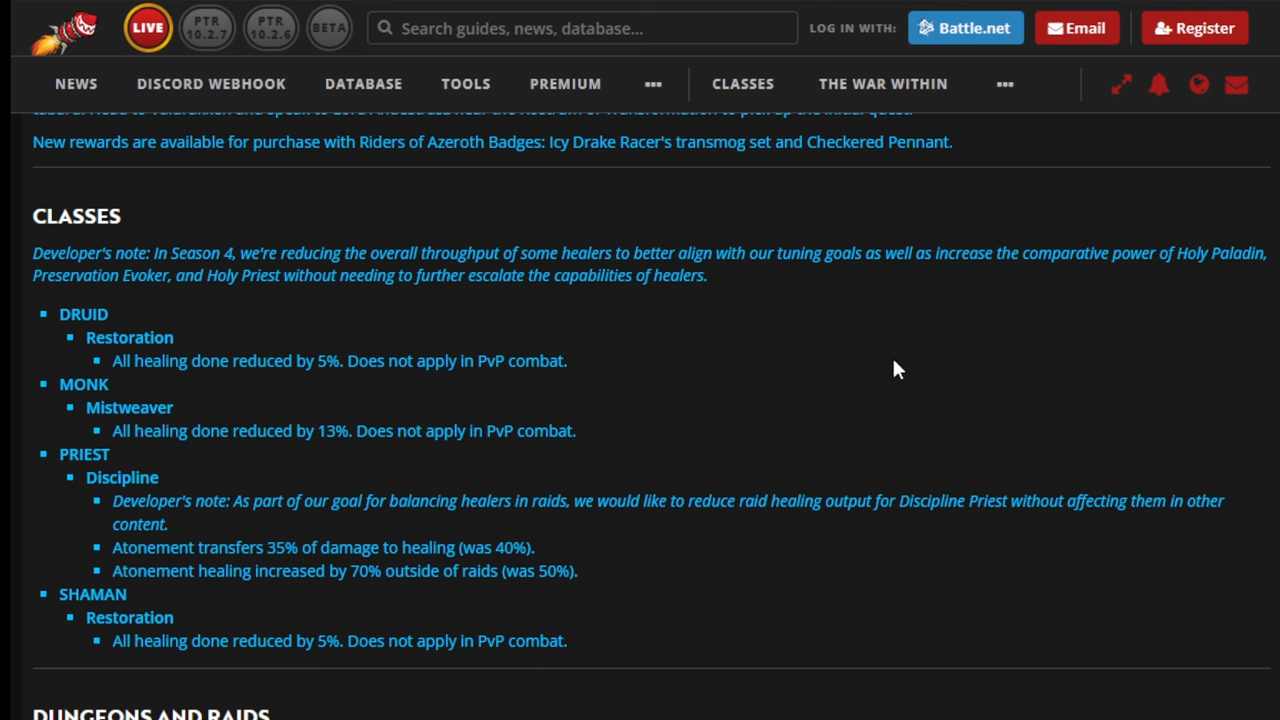 LIVE
PTR
10.2.7
PTR
10.2.6
BETA
Search guides, news, database...
LOG IN WITH:
Battle.net
Email
Register
NEWS
DISCORD WEBHOOK
DATABASE
TOOLS
PREMIUM
•••
CLASSES
THE WAR WITHIN
•••
New rewards are available for purchase with Riders of Azeroth Badges: Icy Drake Racer's transmog set and Checkered Pennant.
CLASSES
Developer's note: In Season 4, we're reducing the overall throughput of some healers to better align with our tuning goals as well as increase the comparative power of Holy Paladin,
Preservation Evoker, and Holy Priest without needing to further escalate the capabilities of healers.
DRUID
Restoration
All healing done reduced by 5%. Does not apply in PvP combat.
MONK
Mistweaver
All healing done reduced by 13%. Does not apply in PvP combat.
PRIEST
Discipline
Developer's note: As part of our goal for balancing healers in raids, we would like to reduce raid healing output for Discipline Priest without affecting them in other
content.
Atonement transfers 35% of damage to healing (was 40%).
Atonement healing increased by 70% outside of raids (was 50%).
SHAMAN
Restoration
All healing done reduced by 5%. Does not apply in PvP combat.
DUNGEONS AND RAIDS